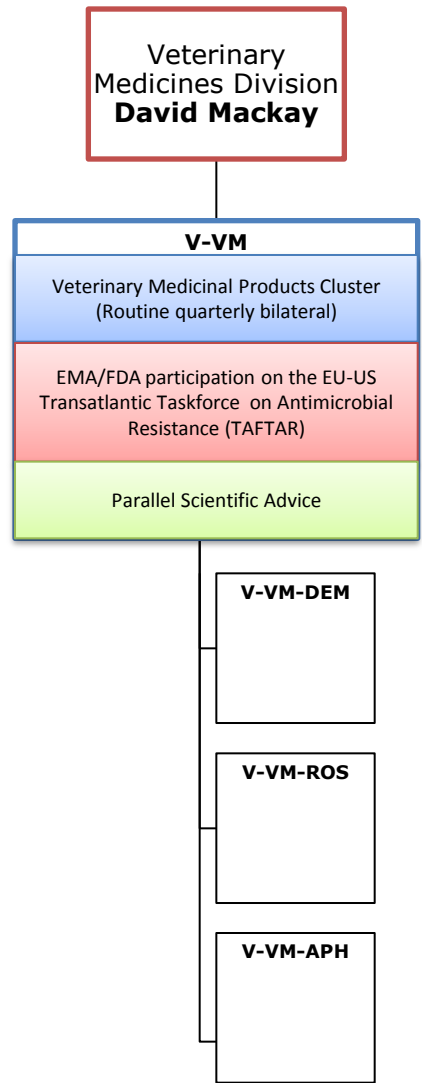 Veterinary
Medicines Division
David Mackay
V-VM
Veterinary Medicinal Products Cluster
(Routine quarterly bilateral)
EMA/FDA participation on the EU-US
Transatlantic Taskforce on Antimicrobial
Resistance (TAFTAR)
Parallel Scientific Advice
V-VM-DEM
V-VM-ROS
V-VM-APH